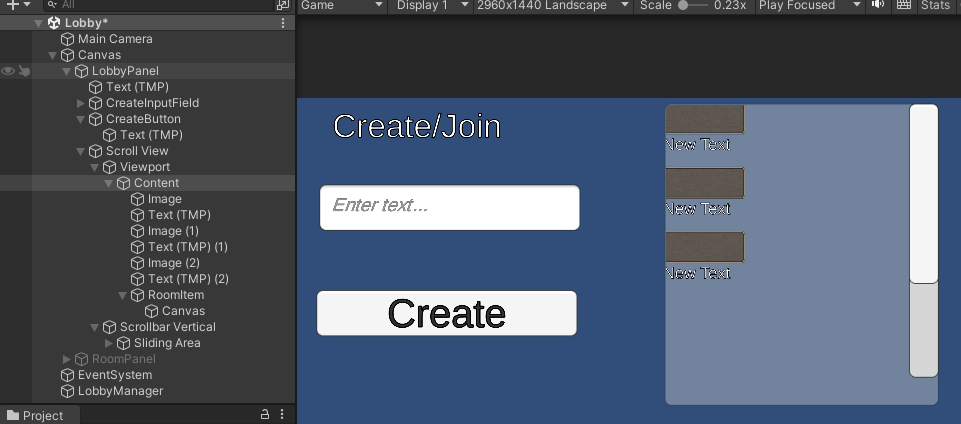 All
Game
Display 1
2960x1440 Landscape
Scale
0.23x
Play Focused
Stats
Lobby*
Main Camera
Canvas
LobbyPanel
Text (TMP)
CreateInputField
CreateButton
Text (TMP)
Scroll View
Viewport
Content
Image
Text (TMP)
Image (1)
Text (TMP) (1)
Image (2)
Text (TMP) (2)
RoomItem
Canvas
Scrollbar Vertical
Sliding Area
RoomPanel
EventSystem
LobbyManager
Project
Create/Join
Enter text...
Create
New Text
New Text
New Text